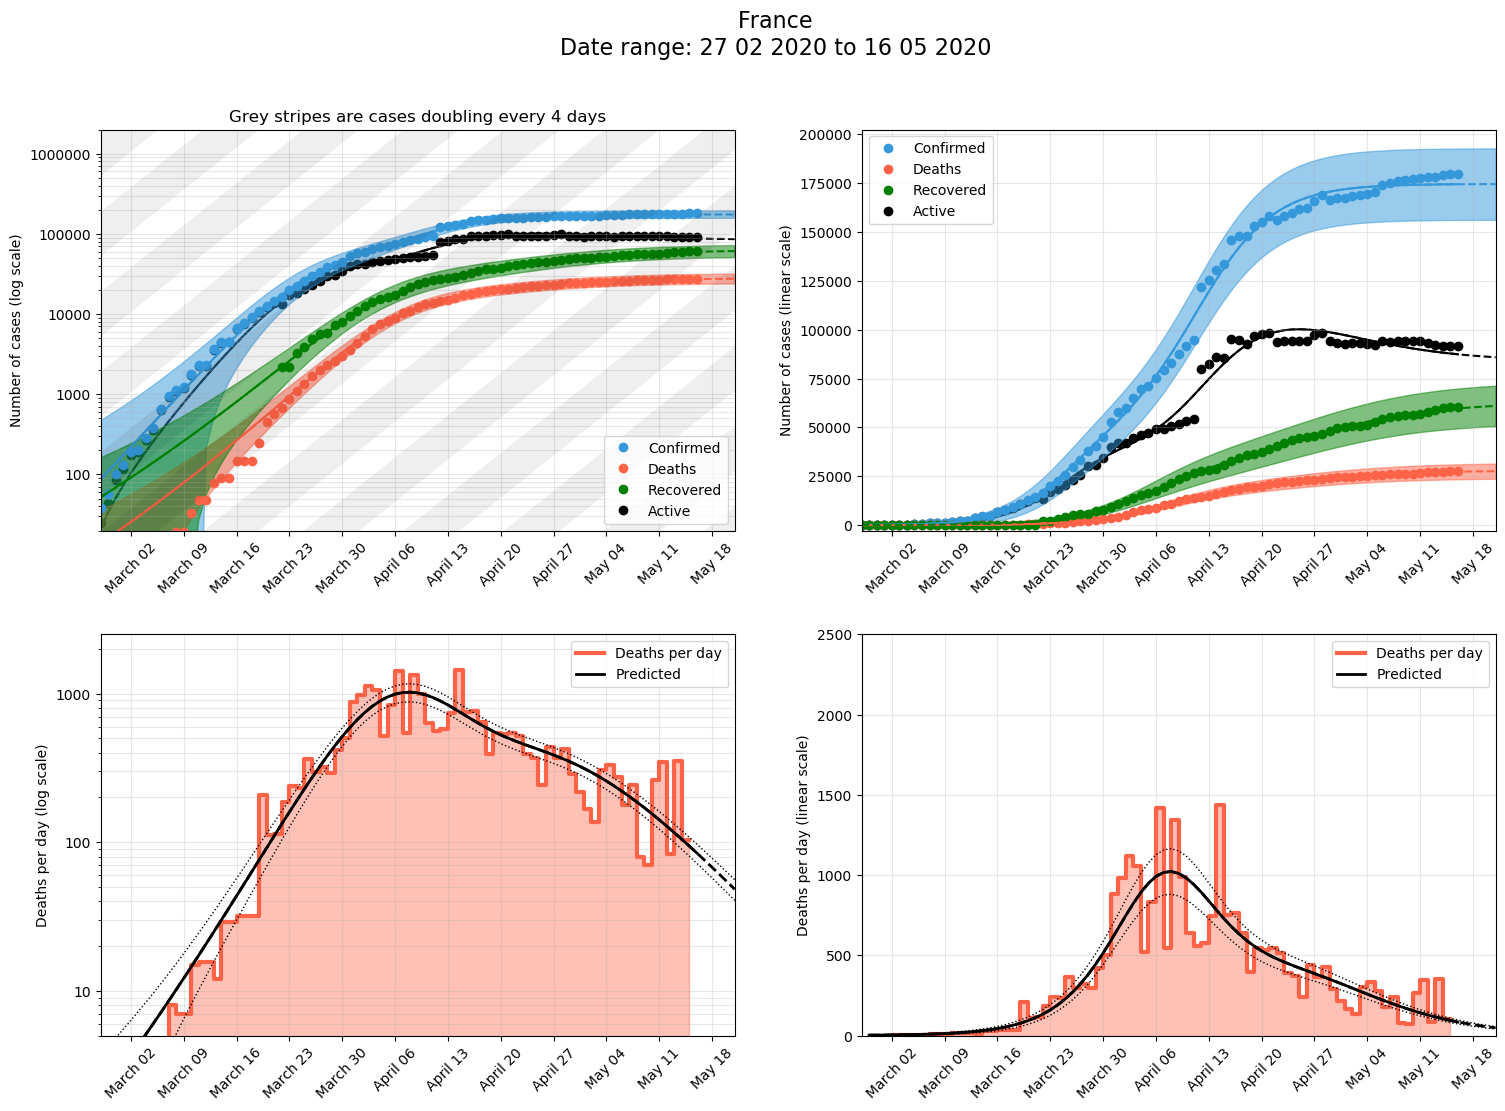 France
Date range: 27 02 2020 to 16 05 2020
Grey stripes are cases doubling every 4 days
Number of cases (log scale)
1000000
100000
10000
1000
100
Confirmed
Deaths
Recovered
Active
March 02
March 09
March 16
March 23
March 30
April 06
April 13
April 20
April 27
May 04
May 11
May 18
Number of cases (linear scale)
200000
175000
150000
125000
100000
75000
50000
25000
0
Confirmed
Deaths
Recovered
Active
March 02
March 09
March 16
March 23
March 30
April 06
April 13
April 20
April 27
May 04
May 11
May 18
Deaths per day (log scale)
1000
100
10
Deaths per day
Predicted
March 02
March 09
March 16
March 23
March 30
April 06
April 13
April 20
April 27
May 04
May 11
May 18
Deaths per day (linear scale)
2500
2000
1500
1000
500
0
Deaths per day
Predicted
March 02
March 09
March 16
March 23
March 30
April 06
April 13
April 20
April 27
May 04
May 11
May 18